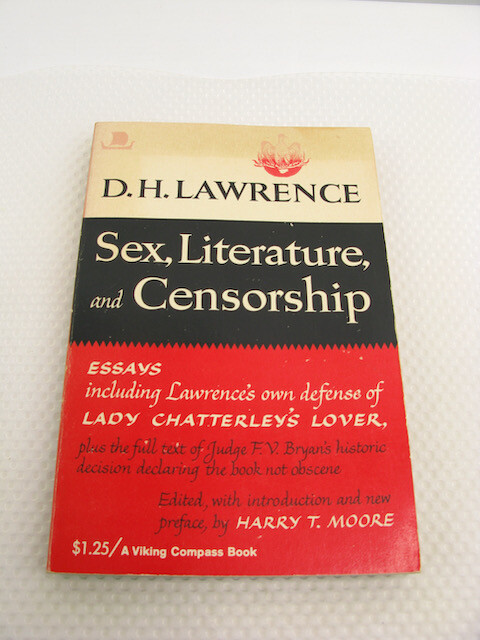 D.H. LAWRENCE
Sex, Literature,
and Censorship
ESSAYS
including Lawrence's own defense of
LADY CHATTERLEY'S LOVER,
plus the full text of Judge F.V. Bryan's historic
decision declaring the book not obscene
Edited, with introduction and new
preface, by HARRY T. MOORE
$1.25/A Viking Compass Book